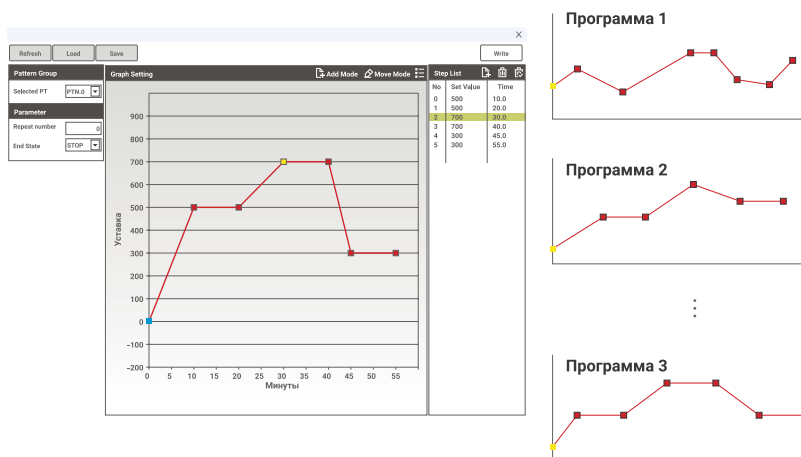 Refresh Load Save Write
Pattern Group
Selected PT PTN.0
Parameter
Repeat number 0
End State STOP
Graph Setting Add Mode Move Mode
Уставка
900
800
700
600
500
400
300
200
100
0
-100
-200
0 5 10 15 20 25 30 35 40 45 50 55
Минуты
Step List
No Set Value Time
0 500 10.0
1 500 20.0
2 700 30.0
3 700 40.0
4 300 45.0
5 300 55.0
Программа 1
Программа 2
Программа 3